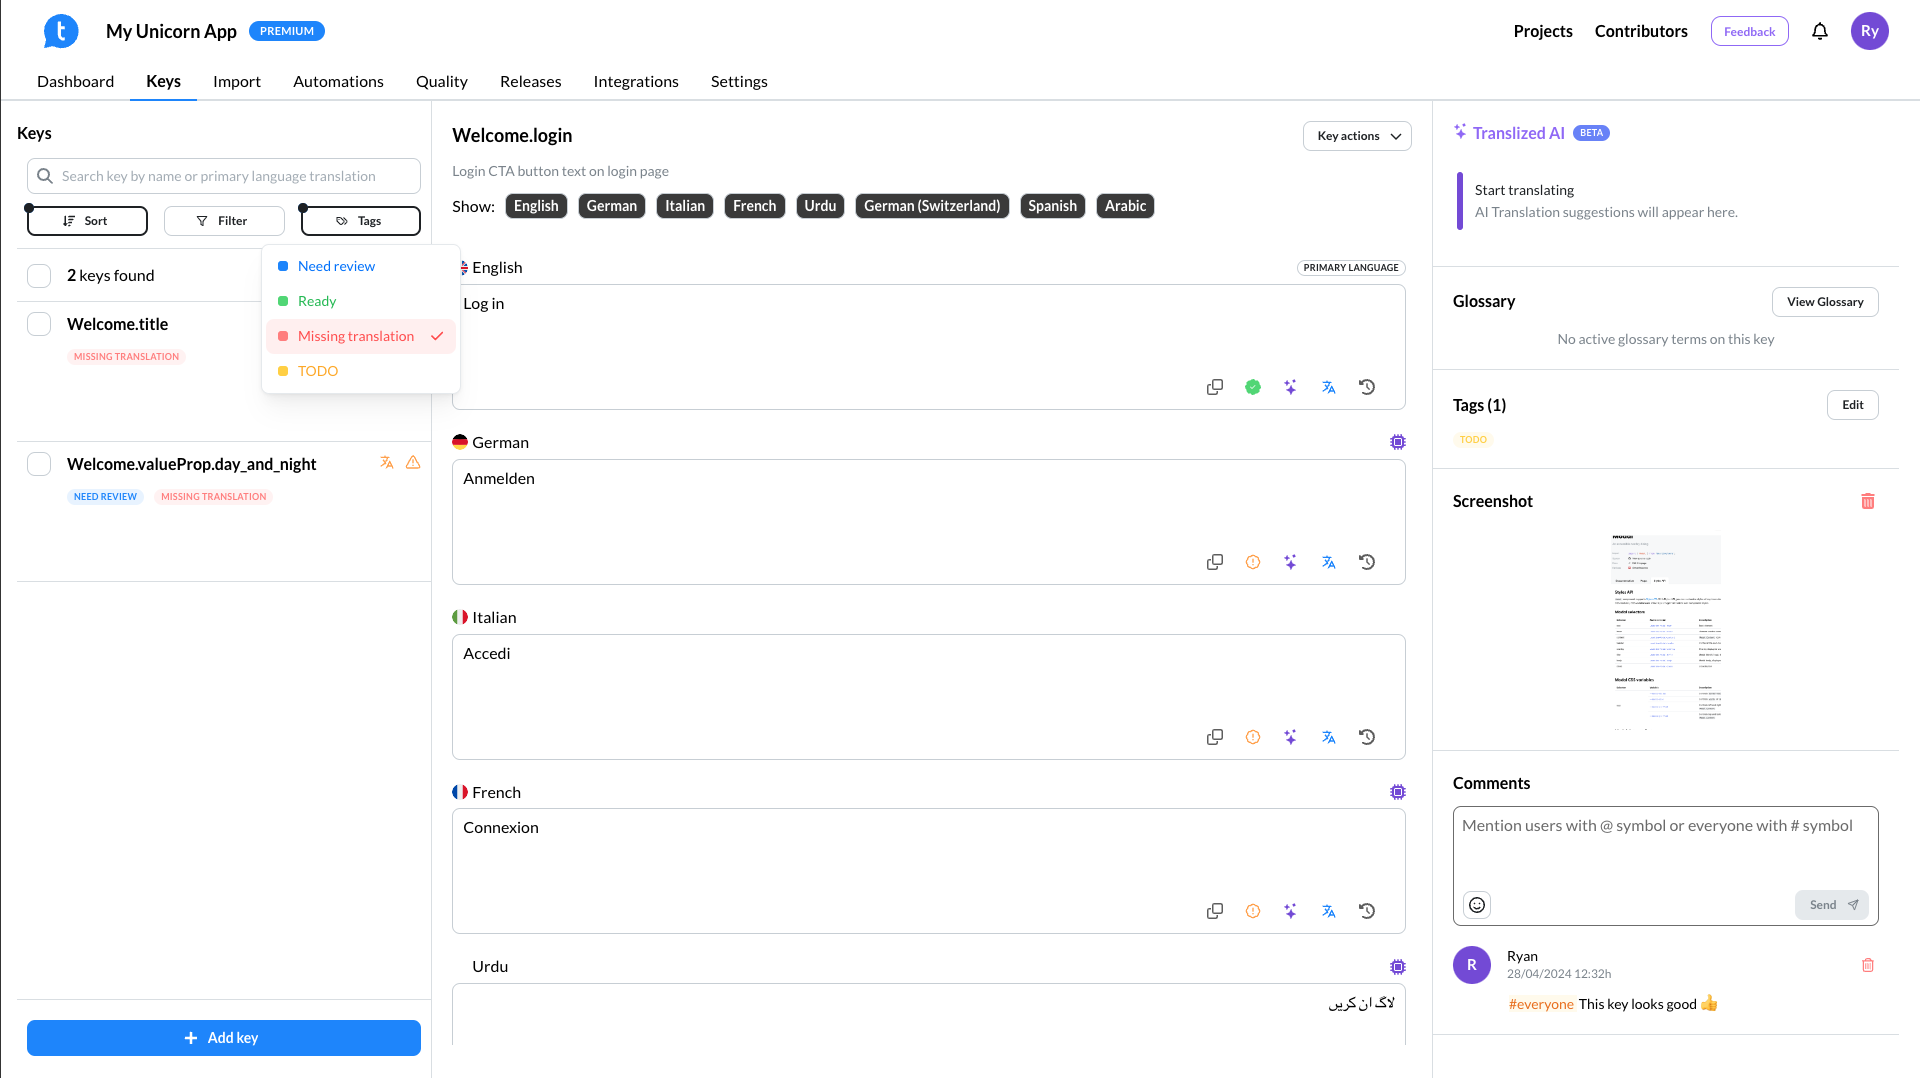 My Unicorn App PREMIUM
Projects Contributors Feedback Ry
Dashboard Keys Import Automations Quality Releases Integrations Settings
Keys
Search key by name or primary language translation
Sort Filter Tags
Need review
Ready
Missing translation
TODO
2 keys found
Welcome.title
MISSING TRANSLATION
Welcome.valueProp.day_and_night
NEED REVIEW MISSING TRANSLATION
Add key
Welcome.login
Key actions
Login CTA button text on login page
Show: English German Italian French Urdu German (Switzerland) Spanish Arabic
English PRIMARY LANGUAGE
Log in
German
Anmelden
Italian
Accedi
French
Connexion
Urdu
لاگ ان کریں
Translized AI BETA
Start translating
AI Translation suggestions will appear here.
Glossary View Glossary
No active glossary terms on this key
Tags (1) Edit
TODO
Screenshot
Styles API
Modal selectors
Modal CSS variables
Comments
Mention users with @ symbol or everyone with # symbol
Send
R Ryan
28/04/2024 12:32h
#everyone This key looks good 👍